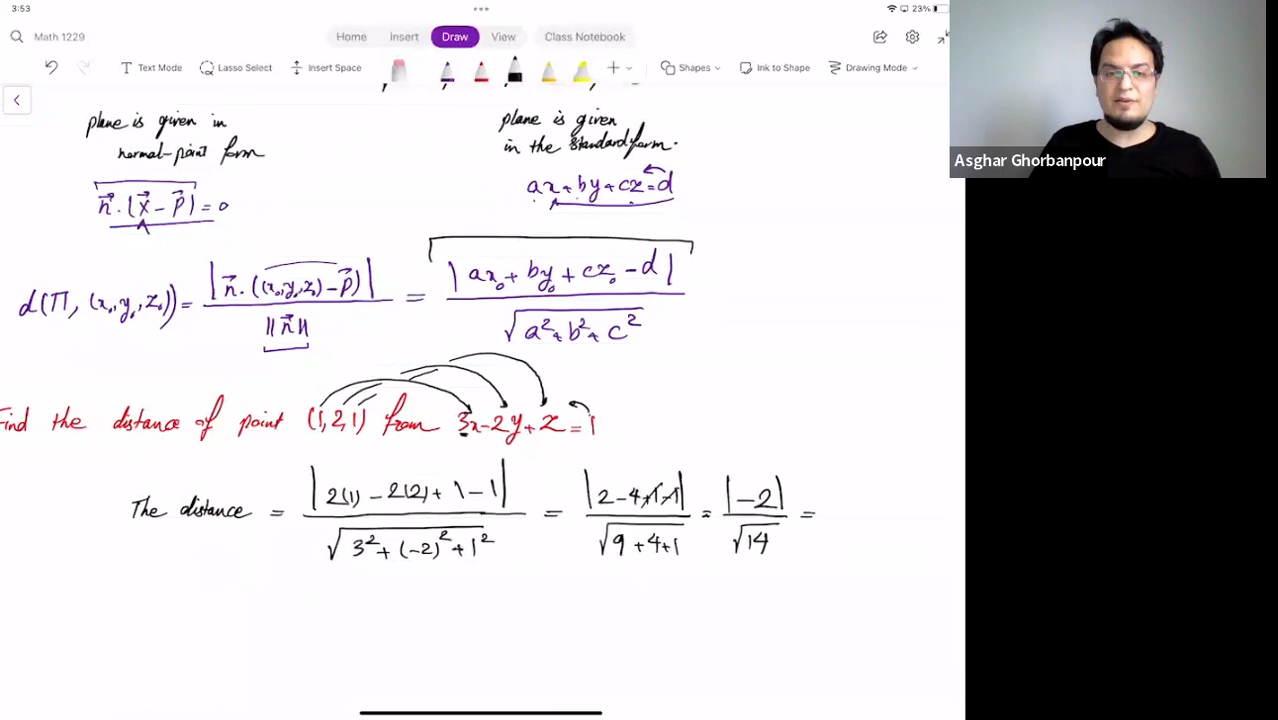 3:53
23%
Math 1229
Home Insert Draw View Class Notebook
Text Mode Lasso Select Insert Space Shapes Ink to Shape Drawing Mode
Asghar Ghorbanpour
plane is given in
normal-point form
n⃗ · (x⃗ - p⃗) = 0
plane is given
in the standard form.
ax + by + cz = d
d(Π, (x₀, y₀, z₀)) = |n⃗ · ((x₀, y₀, z₀) - p⃗)| / ||n⃗|| = |ax₀ + by₀ + cz₀ - d| / √(a² + b² + c²)
Find the distance of point (1, 2, 1) from 3x - 2y + z = 1
The distance = |2(1) - 2(2) + 1 - 1| / √(3² + (-2)² + 1²) = |2 - 4 + 1 - 1| / √(9 + 4 + 1) = |-2| / √14 =